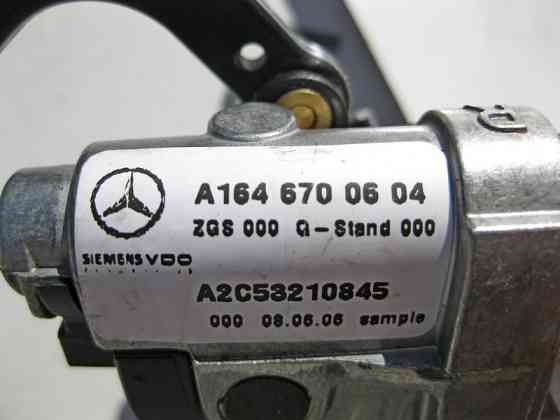 A164 670 06 04
ZGS 000 Q-Stand 000
SIEMENS VDO
A2C53210845
000 08.06.06 sample